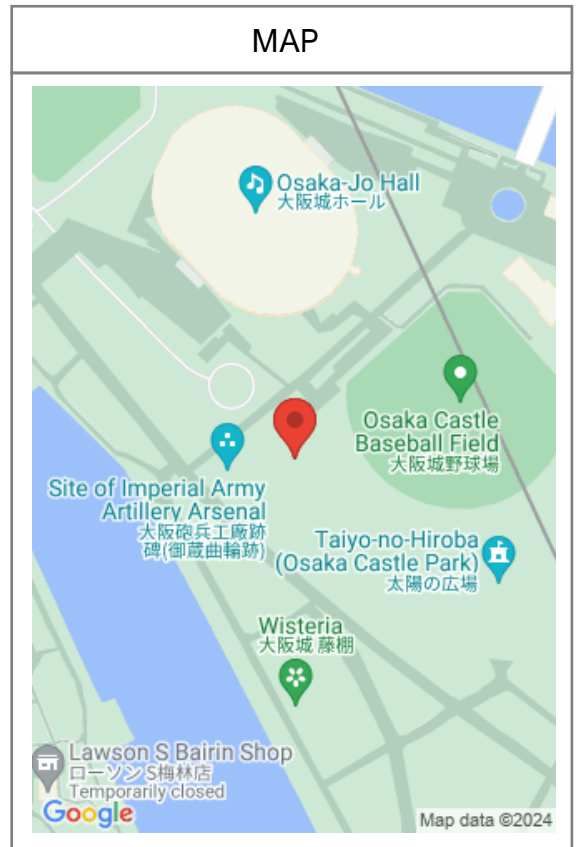 MAP
Osaka-Jo Hall
大阪城ホール
Osaka Castle
Baseball Field
大阪城野球場
Site of Imperial Army
Artillery Arsenal
大阪砲兵工廠跡
碑(御蔵曲輪跡)
Taiyo-no-Hiroba
(Osaka Castle Park)
太陽の広場
Wisteria
大阪城 藤棚
Lawson S Bairin Shop
ローソン S梅林店
Temporarily closed
Google
Map data ©2024